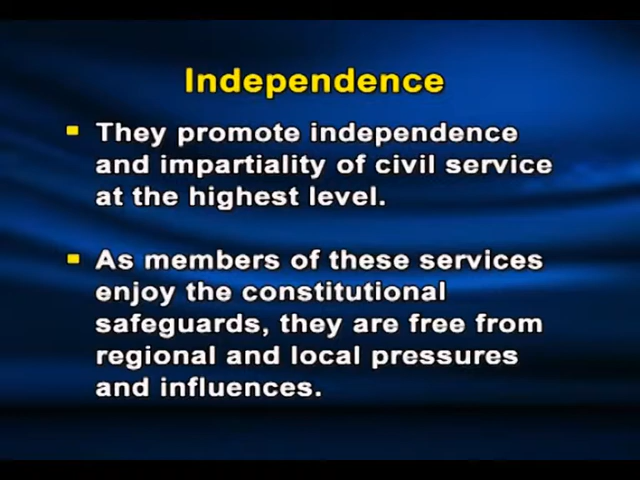 Independence
They promote independence
and impartiality of civil service
at the highest level.
As members of these services
enjoy the constitutional
safeguards, they are free from
regional and local pressures
and influences.